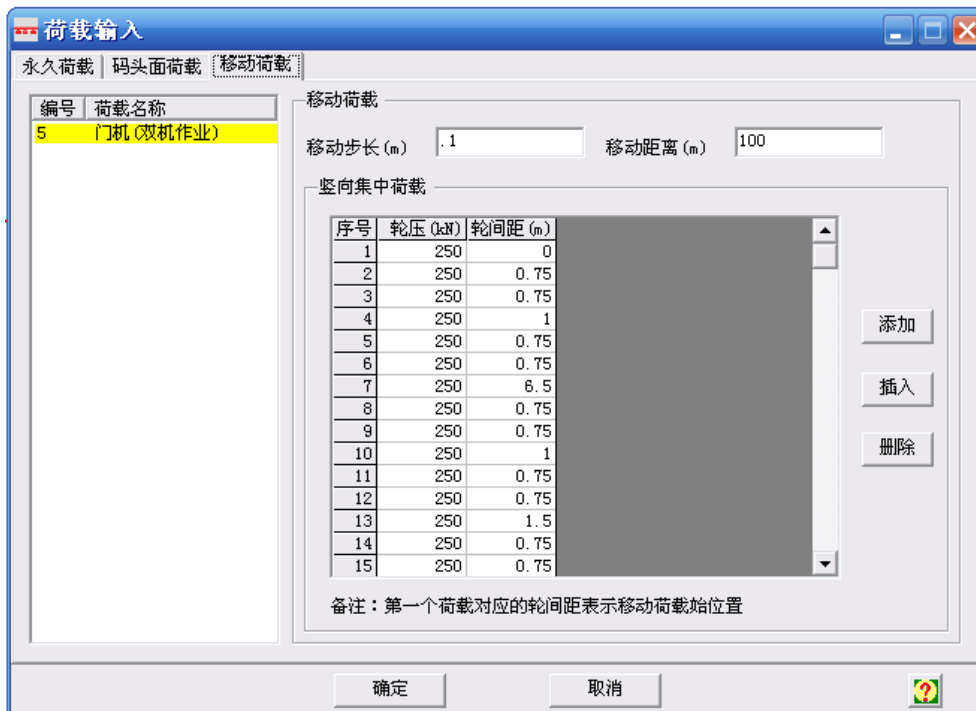 荷载输入
永久荷载 码头面荷载 移动荷载
编号 荷载名称
5 门机(双机作业)
移动荷载
移动步长(m) .1 移动距离(m) 100
竖向集中荷载
序号 轮压(kN) 轮间距(m)
1 250 0
2 250 0.75
3 250 0.75
4 250 1
5 250 0.75
6 250 0.75
7 250 6.5
8 250 0.75
9 250 0.75
10 250 1
11 250 0.75
12 250 0.75
13 250 1.5
14 250 0.75
15 250 0.75
添加
插入
删除
备注：第一个荷载对应的轮间距表示移动荷载始位置
确定 取消
?